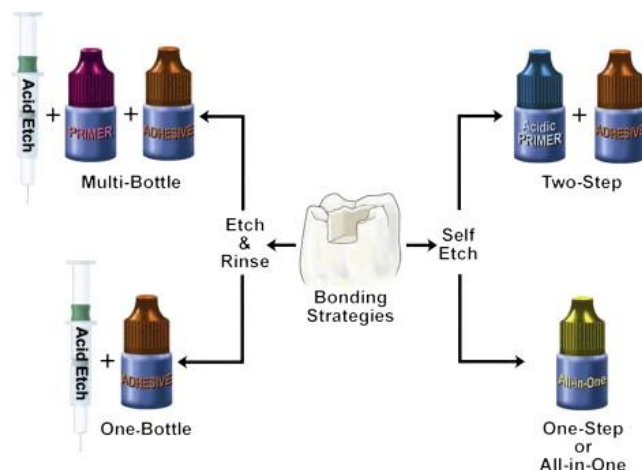 Acid Etch
PRIMER
ADHESIVE
Multi-Bottle
Acidic
PRIMER
ADHESIVE
Two-Step
Etch
&
Rinse
Bonding
Strategies
Self
Etch
Acid Etch
ADHESIVE
One-Bottle
All-in-One
One-Step
or
All-in-One